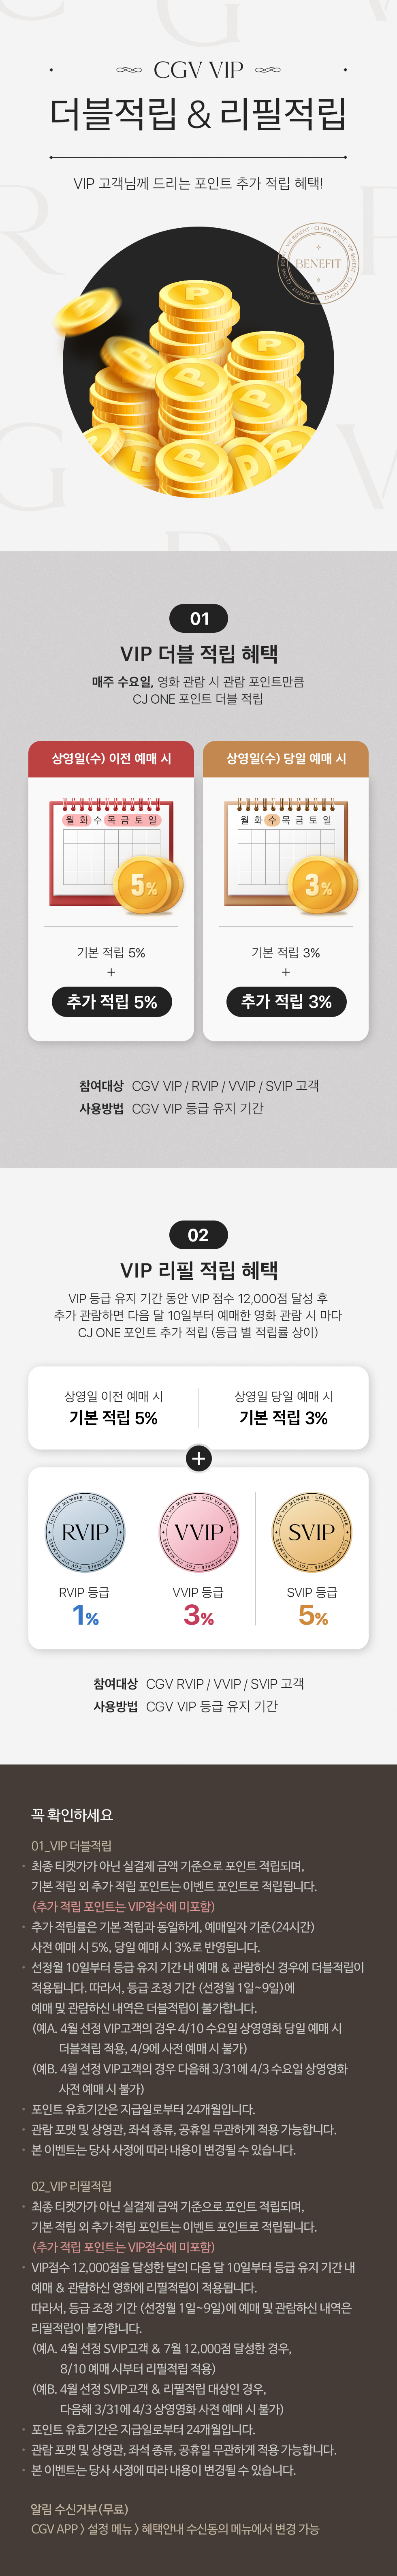 CGV VIP
더블적립 & 리필적립
VIP 고객님께 드리는 포인트 추가 적립 혜택!
BENEFIT
01
VIP 더블 적립 혜택
매주 수요일, 영화 관람 시 관람 포인트만큼
CJ ONE 포인트 더블 적립
상영일(수) 이전 예매 시
월 화 수 목 금 토 일
5%
기본 적립 5%
+
추가 적립 5%
상영일(수) 당일 예매 시
월 화 수 목 금 토 일
3%
기본 적립 3%
+
추가 적립 3%
참여대상 CGV VIP / RVIP / VVIP / SVIP 고객
사용방법 CGV VIP 등급 유지 기간
02
VIP 리필 적립 혜택
VIP 등급 유지 기간 동안 VIP 점수 12,000점 달성 후
추가 관람하면 다음 달 10일부터 예매한 영화 관람 시 마다
CJ ONE 포인트 추가 적립 (등급 별 적립률 상이)
상영일 이전 예매 시
기본 적립 5%
상영일 당일 예매 시
기본 적립 3%
+
RVIP
RVIP 등급
1%
VVIP
VVIP 등급
3%
SVIP
SVIP 등급
5%
참여대상 CGV RVIP / VVIP / SVIP 고객
사용방법 CGV VIP 등급 유지 기간
꼭 확인하세요
01_VIP 더블적립
· 최종 티켓가가 아닌 실결제 금액 기준으로 포인트 적립되며,
기본 적립 외 추가 적립 포인트는 이벤트 포인트로 적립됩니다.
(추가 적립 포인트는 VIP점수에 미포함)
· 추가 적립률은 기본 적립과 동일하게, 예매일자 기준(24시간)
사전 예매 시 5%, 당일 예매 시 3%로 반영됩니다.
· 선정월 10일부터 등급 유지 기간 내 예매 & 관람하신 경우에 더블적립이
적용됩니다. 따라서, 등급 조정 기간 (선정월 1일~9일)에
예매 및 관람하신 내역은 더블적립이 불가합니다.
(예A. 4월 선정 VIP고객의 경우 4/10 수요일 상영영화 당일 예매 시
더블적립 적용, 4/9에 사전 예매 시 불가)
(예B. 4월 선정 VIP고객의 경우 다음해 3/31에 4/3 수요일 상영영화
사전 예매 시 불가)
· 포인트 유효기간은 지급일로부터 24개월입니다.
· 관람 포맷 및 상영관, 좌석 종류, 공휴일 무관하게 적용 가능합니다.
· 본 이벤트는 당사 사정에 따라 내용이 변경될 수 있습니다.
02_VIP 리필적립
· 최종 티켓가가 아닌 실결제 금액 기준으로 포인트 적립되며,
기본 적립 외 추가 적립 포인트는 이벤트 포인트로 적립됩니다.
(추가 적립 포인트는 VIP점수에 미포함)
· VIP점수 12,000점을 달성한 달의 다음 달 10일부터 등급 유지 기간 내
예매 & 관람하신 영화에 리필적립이 적용됩니다.
따라서, 등급 조정 기간 (선정월 1일~9일)에 예매 및 관람하신 내역은
리필적립이 불가합니다.
(예A. 4월 선정 SVIP고객 & 7월 12,000점 달성한 경우,
8/10 예매 시부터 리필적립 적용)
(예B. 4월 선정 SVIP고객 & 리필적립 대상인 경우,
다음해 3/31에 4/3 상영영화 사전 예매 시 불가)
· 포인트 유효기간은 지급일로부터 24개월입니다.
· 관람 포맷 및 상영관, 좌석 종류, 공휴일 무관하게 적용 가능합니다.
· 본 이벤트는 당사 사정에 따라 내용이 변경될 수 있습니다.
알림 수신거부(무료)
CGV APP > 설정 메뉴 > 혜택안내 수신동의 메뉴에서 변경 가능